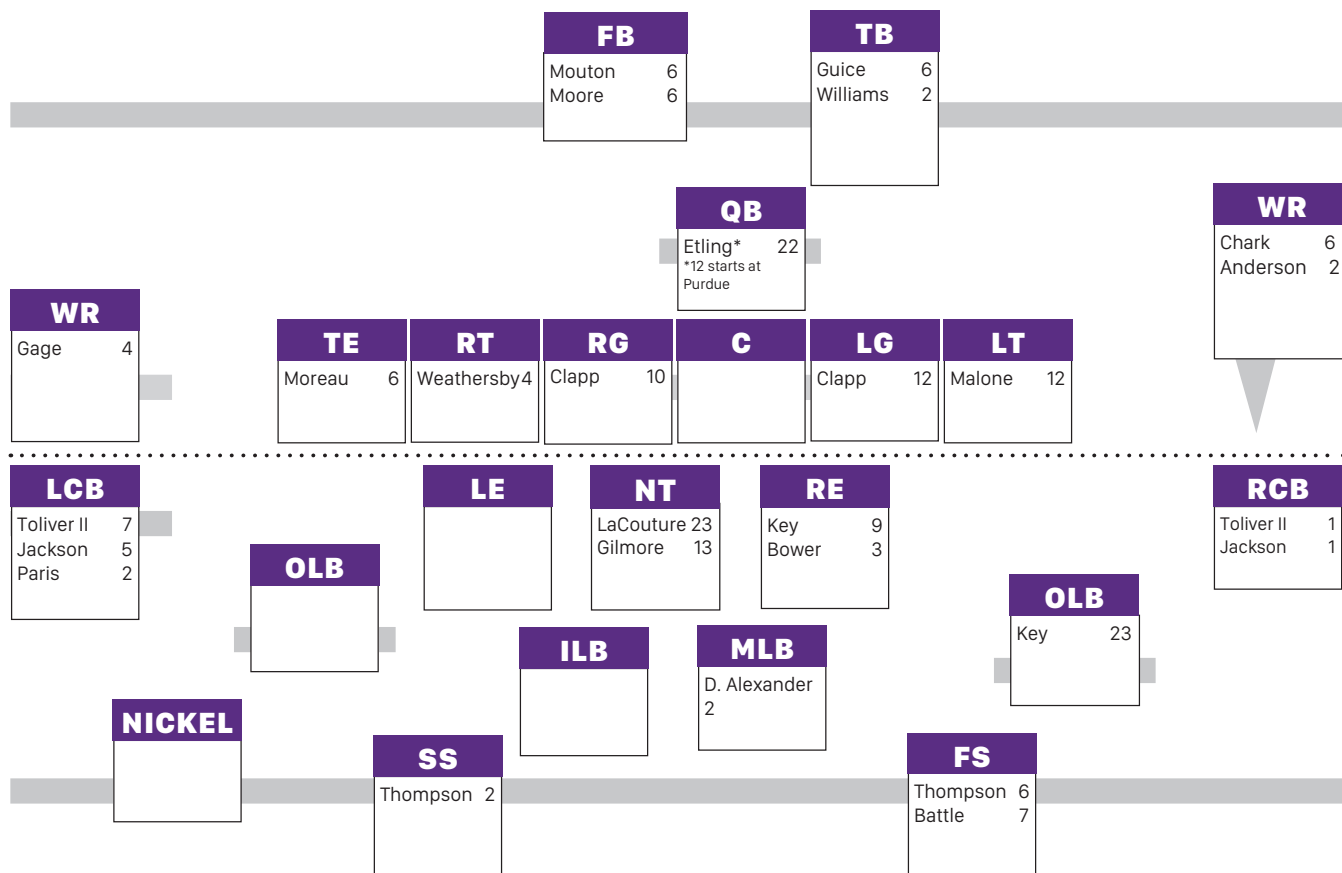 FB
Mouton 6
Moore 6
TB
Guice 6
Williams 2
QB
Etling* 22
*12 starts at
Purdue
WR
Chark 6
Anderson 2
WR
Gage 4
TE
Moreau 6
RT
Weathersby4
RG
Clapp 10
C
LG
Clapp 12
LT
Malone 12
LCB
Toliver II 7
Jackson 5
Paris 2
LE
NT
LaCouture 23
Gilmore 13
RE
Key 9
Bower 3
RCB
Toliver II 1
Jackson 1
OLB
OLB
Key 23
ILB
MLB
D. Alexander
2
NICKEL
SS
Thompson 2
FS
Thompson 6
Battle 7